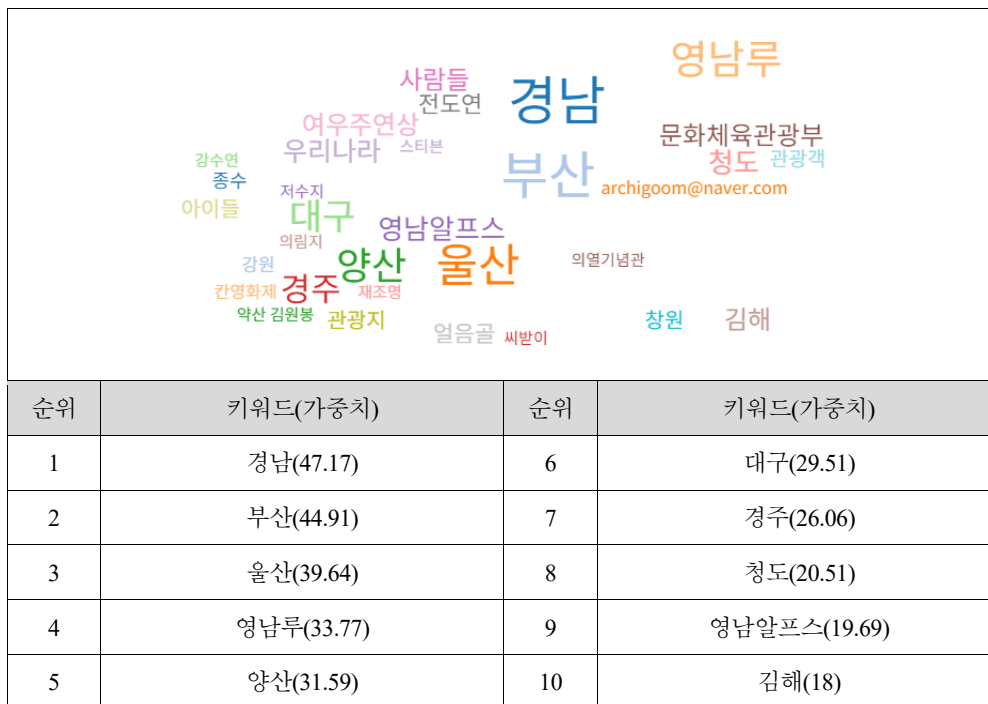 영남루
사람들
경남
전도연
여우주연상
문화체육관광부
우리나라
스티븐
부산
청도
관광객
강수연
종수
저수지
archigoom@naver.com
아이들
대구
영남알프스
의림지
양산
울산
의열기념관
강원
칸영화제
경주
재조명
약산 김원봉
관광지
얼음골
씨받이
창원
김해
순위 키워드(가중치) 순위 키워드(가중치)
1 경남(47.17) 6 대구(29.51)
2 부산(44.91) 7 경주(26.06)
3 울산(39.64) 8 청도(20.51)
4 영남루(33.77) 9 영남알프스(19.69)
5 양산(31.59) 10 김해(18)